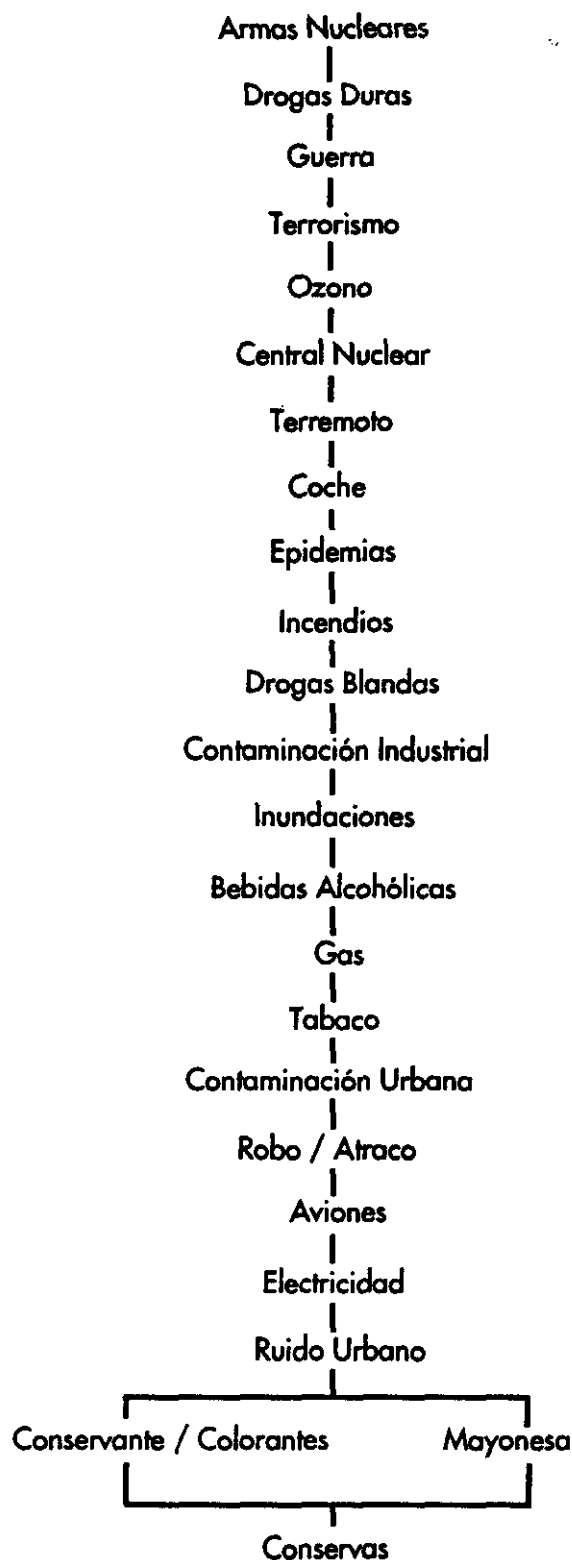 Armas Nucleares
Drogas Duras
Guerra
Terrorismo
Ozono
Central Nuclear
Terremoto
Coche
Epidemias
Incendios
Drogas Blandas
Contaminación Industrial
Inundaciones
Bebidas Alcohólicas
Gas
Tabaco
Contaminación Urbana
Robo / Atraco
Aviones
Electricidad
Ruido Urbano
Conservante / Colorantes Mayonesa
Conservas